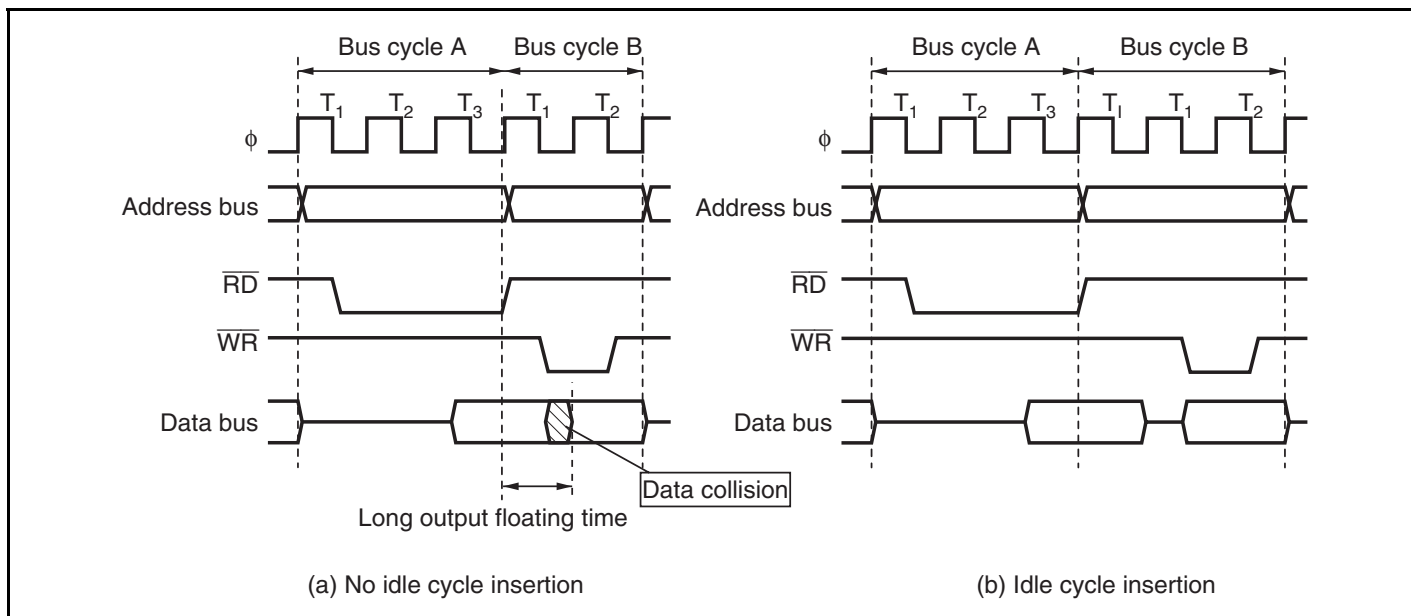 Bus cycle A Bus cycle B
T1 T2 T3 T1 T2
ϕ
Address bus
RD
WR
Data bus
Data collision
Long output floating time
(a) No idle cycle insertion
Bus cycle A Bus cycle B
T1 T2 T3 TI T1 T2
ϕ
Address bus
RD
WR
Data bus
(b) Idle cycle insertion